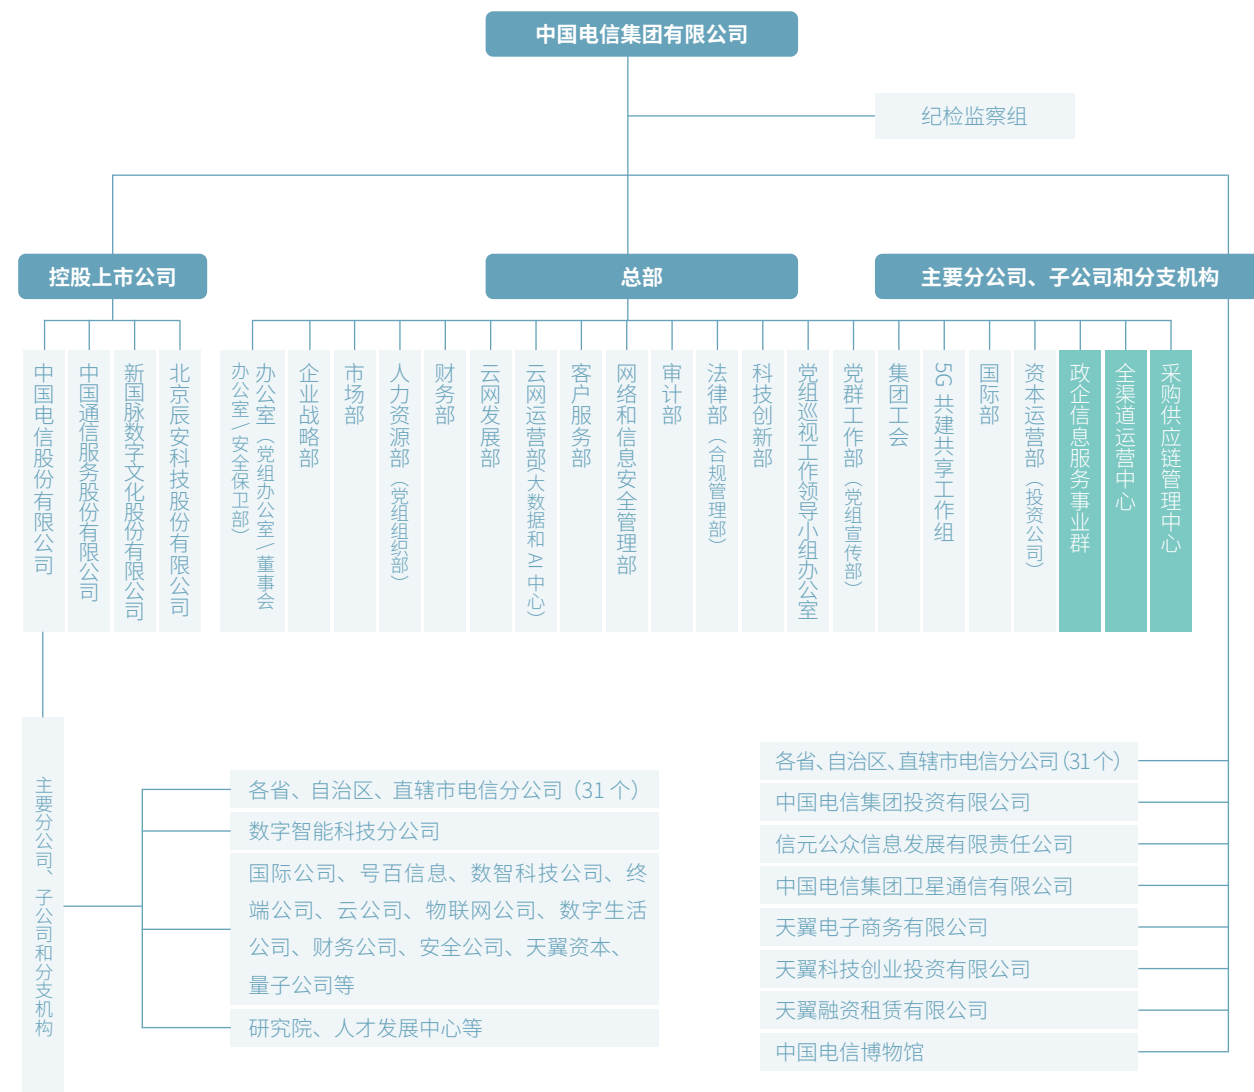 中国电信集团有限公司
纪检监察组
控股上市公司
总部
主要分公司、子公司和分支机构
中国电信股份有限公司
中国通信服务股份有限公司
新国脉数字文化股份有限公司
北京辰安科技股份有限公司
办公室（党组办公室 \ 董事会
办公室 \ 安全保卫部）
企业战略部
市场部
人力资源部（党组组织部）
财务部
云网发展部
云网运营部（大数据和 AI 中心）
客户服务部
网络和信息安全管理部
审计部
法律部（合规管理部）
科技创新部
党组巡视工作领导小组办公室
党群工作部（党组宣传部）
集团工会
5G 共建共享工作组
国际部
资本运营部（投资公司）
政企信息服务事业群
全渠道运营中心
采购供应链管理中心
主要分公司、子公司和分支机构
各省、自治区、直辖市电信分公司（31 个）
数字智能科技分公司
国际公司、号百信息、数智科技公司、终
端公司、云公司、物联网公司、数字生活
公司、财务公司、安全公司、天翼资本、
量子公司等
研究院、人才发展中心等
各省、自治区、直辖市电信分公司（31 个）
中国电信集团投资有限公司
信元公众信息发展有限责任公司
中国电信集团卫星通信有限公司
天翼电子商务有限公司
天翼科技创业投资有限公司
天翼融资租赁有限公司
中国电信博物馆